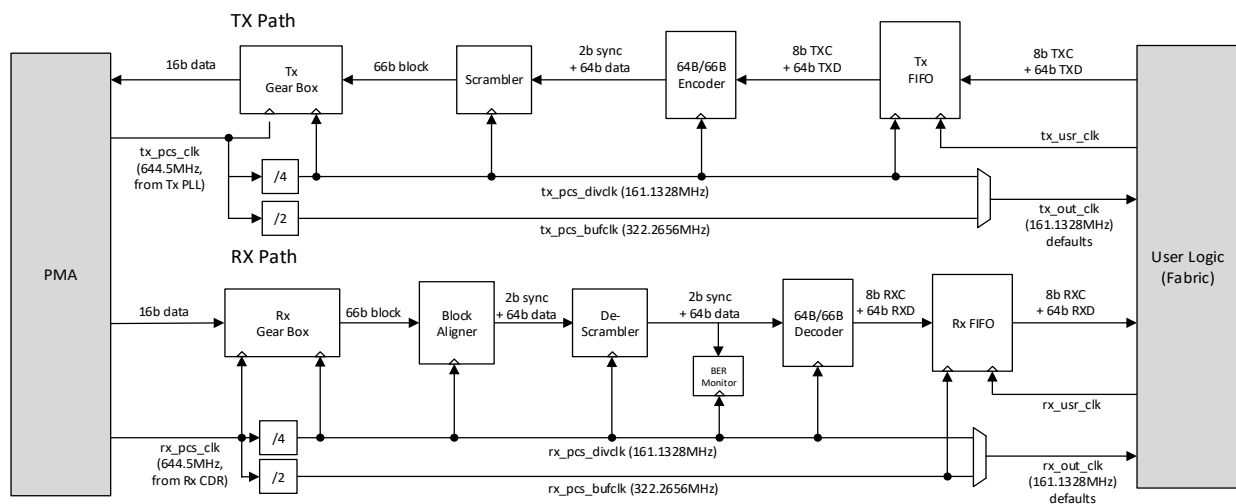 TX Path
16b data
Tx
Gear Box
66b block
Scrambler
2b sync
+ 64b data
64B/66B
Encoder
8b TXC
+ 64b TXD
Tx
FIFO
8b TXC
+ 64b TXD
tx_pcs_clk
(644.5MHz,
from Tx PLL)
/4
tx_pcs_divclk (161.1328MHz)
/2
tx_pcs_bufclk (322.2656MHz)
tx_usr_clk
tx_out_clk
(161.1328MHz)
defaults
PMA
User Logic
(Fabric)
RX Path
16b data
Rx
Gear Box
66b block
Block
Aligner
2b sync
+ 64b data
De-
Scrambler
2b sync
+ 64b data
BER
Monitor
64B/66B
Decoder
8b RXC
+ 64b RXD
Rx FIFO
8b RXC
+ 64b RXD
rx_usr_clk
rx_pcs_clk
(644.5MHz,
from Rx CDR)
/4
rx_pcs_divclk (161.1328MHz)
/2
rx_pcs_bufclk (322.2656MHz)
rx_out_clk
(161.1328MHz)
defaults